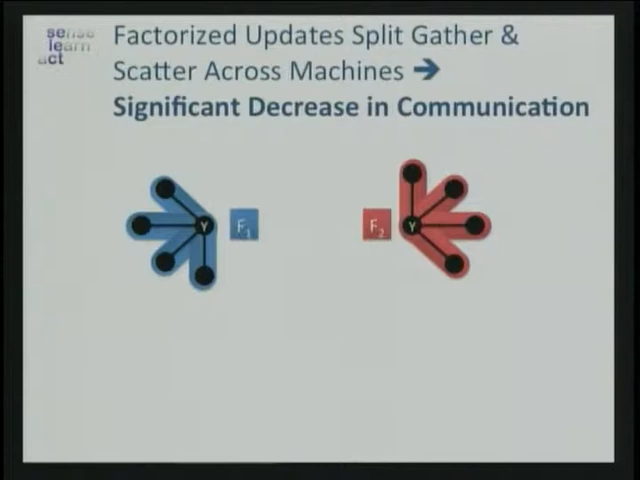 sense
learn
act
Factorized Updates Split Gather &
Scatter Across Machines ➔
Significant Decrease in Communication
Y
F1
F2
Y